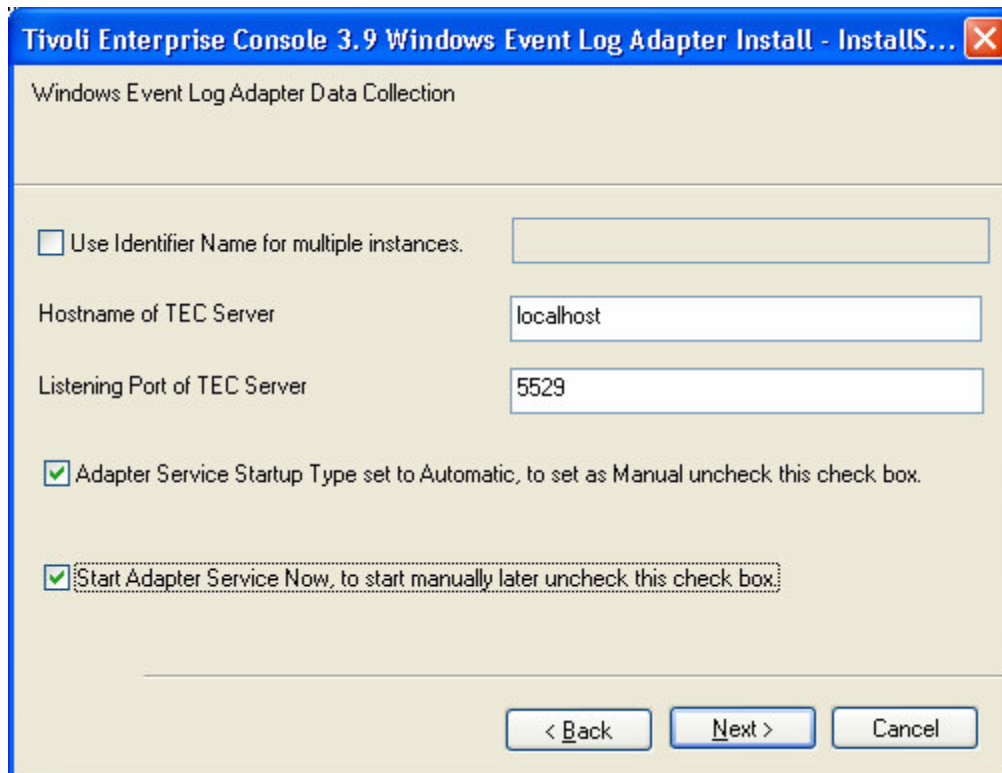 Tivoli Enterprise Console 3.9 Windows Event Log Adapter Install - InstallS...
Windows Event Log Adapter Data Collection
Use Identifier Name for multiple instances.
Hostname of TEC Server
localhost
Listening Port of TEC Server
5529
Adapter Service Startup Type set to Automatic, to set as Manual uncheck this check box.
Start Adapter Service Now, to start manually later uncheck this check box.
< Back
Next >
Cancel